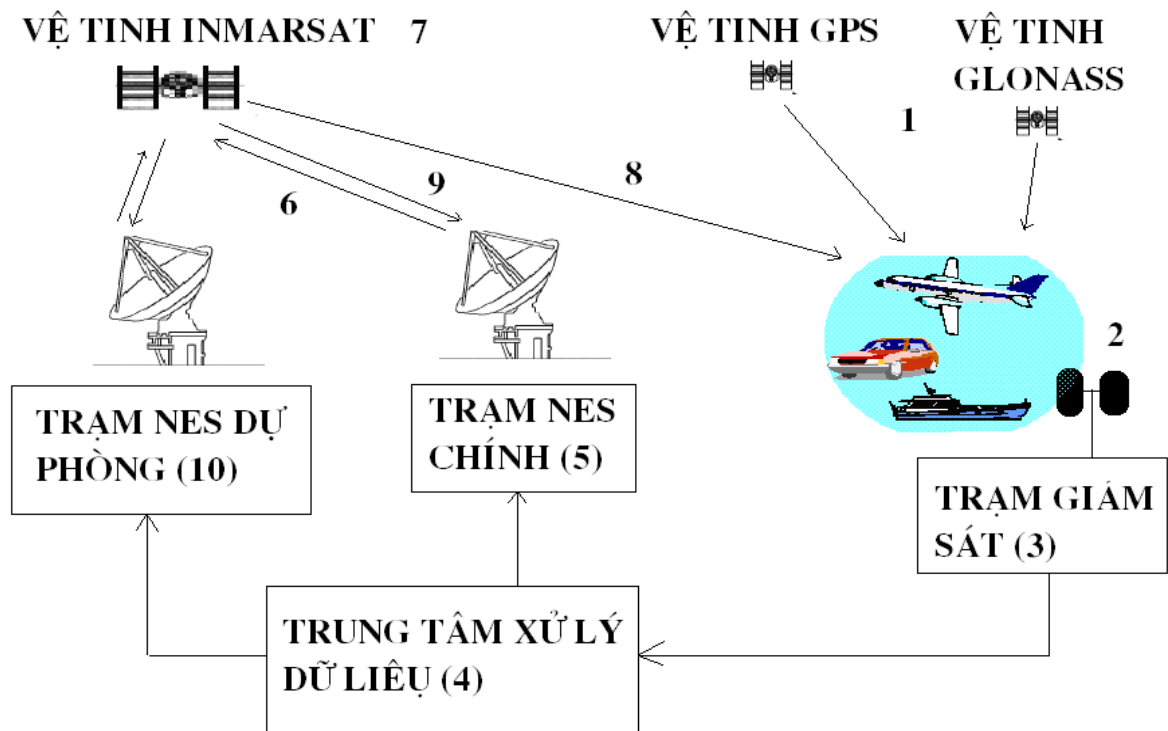 VỆ TINH INMARSAT 7
VỆ TINH GPS
VỆ TINH
GLONASS
1
8
9
6
2
TRẠM NES DỰ
PHÒNG (10)
TRẠM NES
CHÍNH (5)
TRẠM GIÁM
SÁT (3)
TRUNG TÂM XỬ LÝ
DỮ LIÊỤ (4)